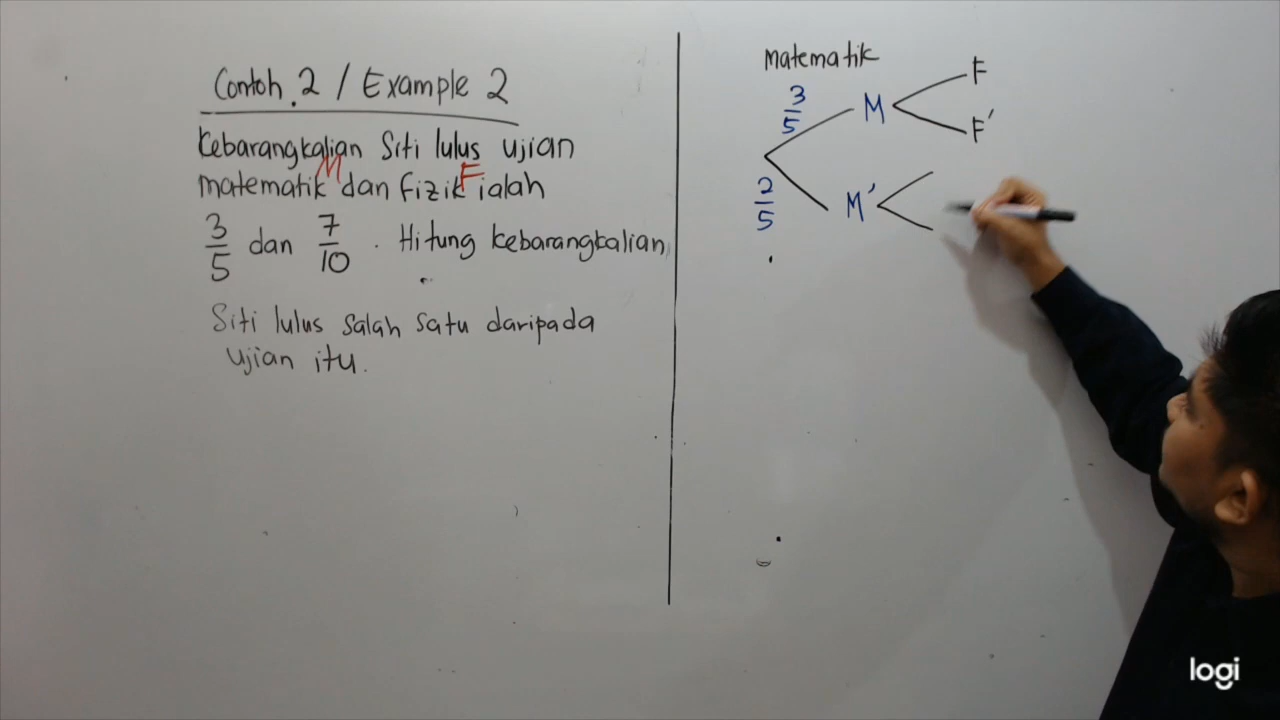 Contoh 2 / Example 2
Kebarangkalian Siti lulus ujian
M F
matematik dan fizik ialah
3/5 dan 7/10 . Hitung kebarangkalian
Siti lulus salah satu daripada
ujian itu.
Matematik
3/5 M F
F'
2/5 M'
logi